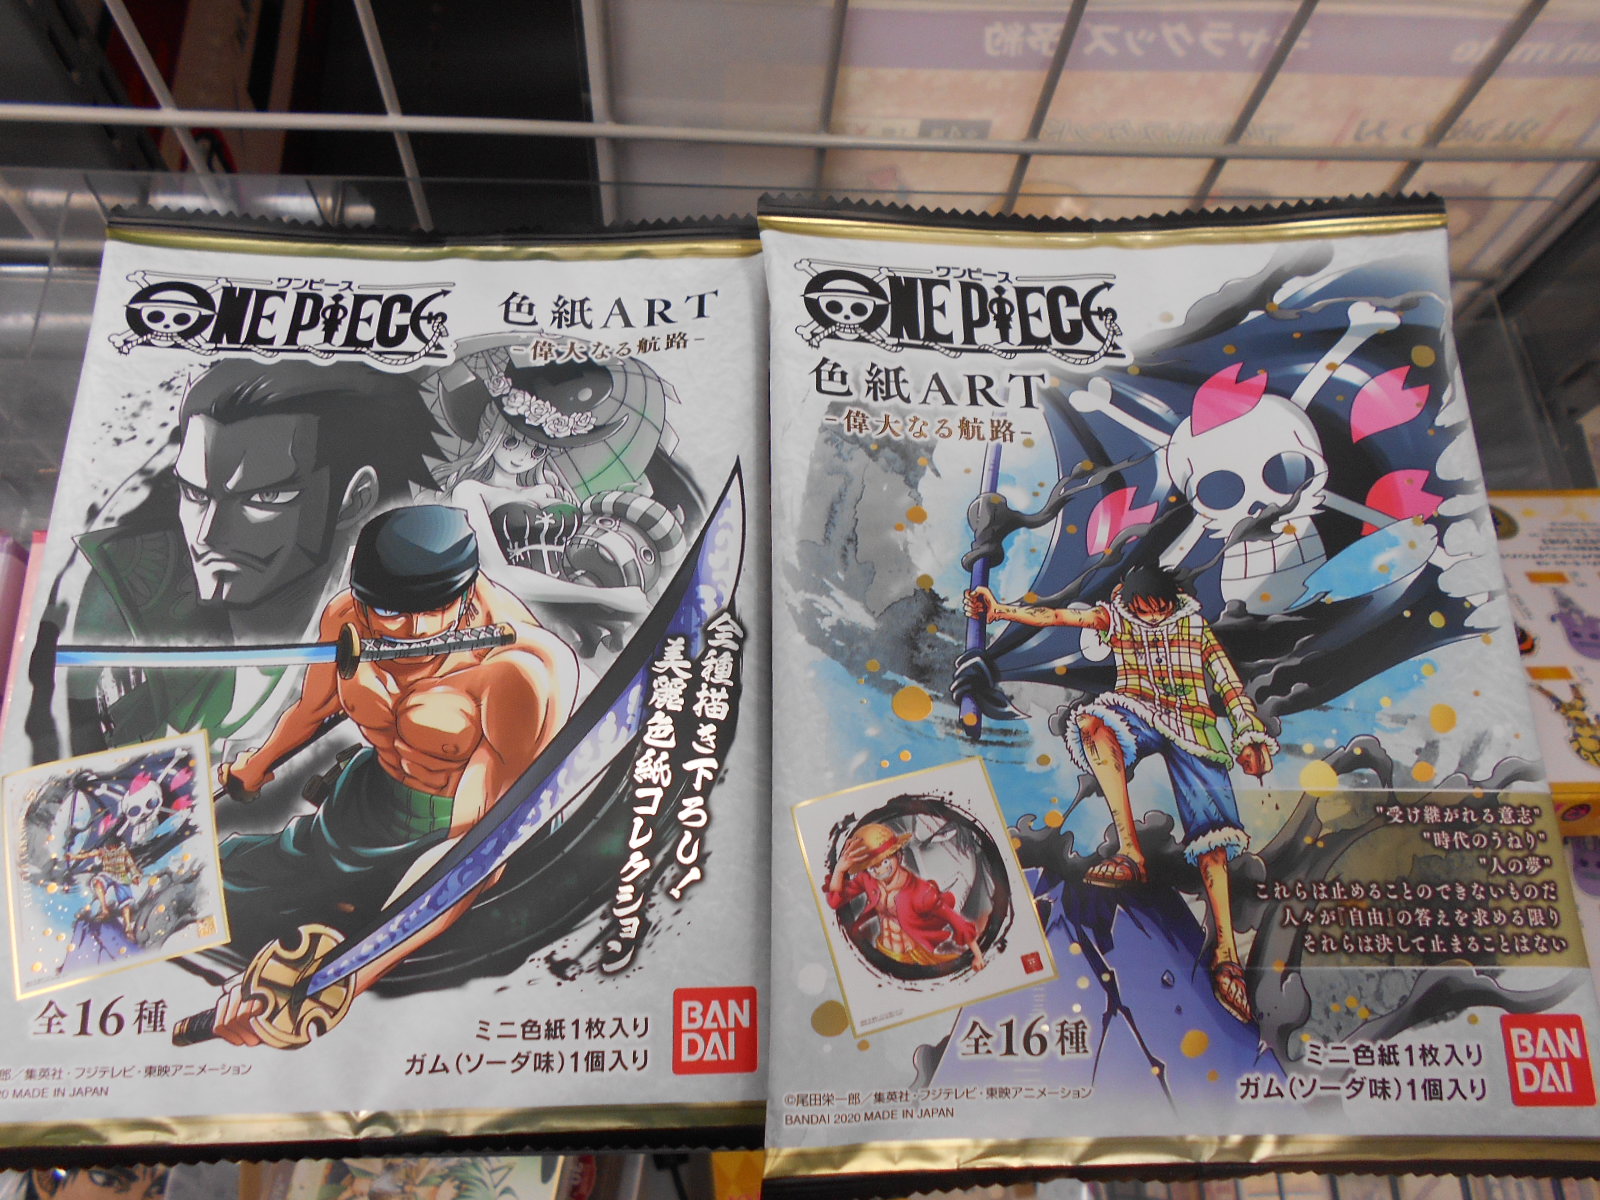 ワンピース
ONE PIECE
色紙ART
-偉大なる航路-
全種描き下ろし!
美麗色紙コレクション
全16種
ミニ色紙1枚入り
ガム(ソーダ味)1個入り
BAN
DAI
郎/集英社・フジテレビ・東映アニメーション
20 MADE IN JAPAN
ワンピース
ONE PIECE
色紙ART
-偉大なる航路-
"受け継がれる意志"
"時代のうねり"
"人の夢"
これらは止めることのできないものだ
人々が『自由』の答えを求める限り
それらは決して止まることはない
全16種
ミニ色紙1枚入り
ガム(ソーダ味)1個入り
BAN
DAI
©尾田栄一郎/集英社・フジテレビ・東映アニメーション
BANDAI 2020 MADE IN JAPAN